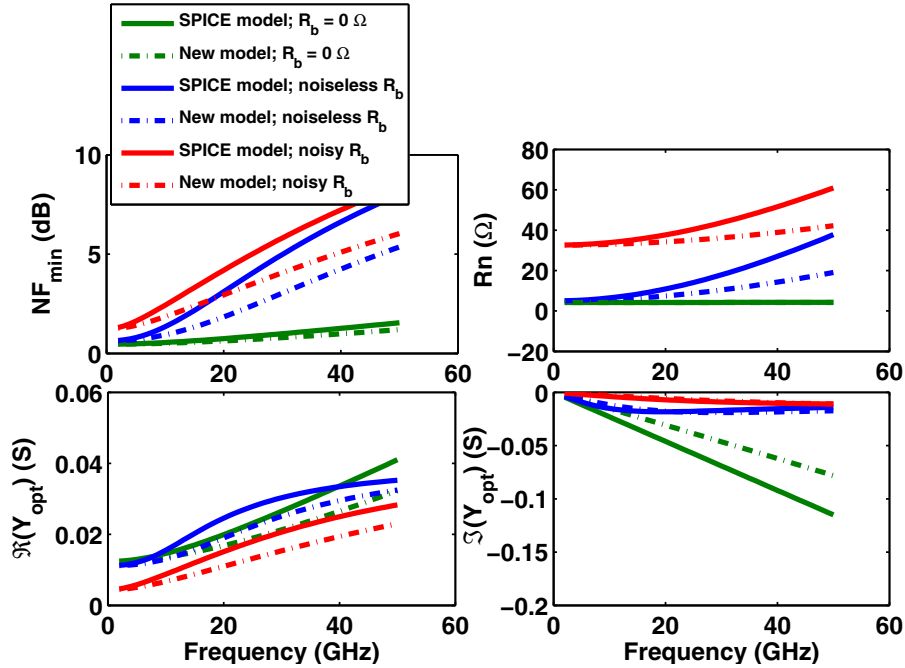 SPICE model; R_b = 0 Ω
New model; R_b = 0 Ω
SPICE model; noiseless R_b
New model; noiseless R_b
SPICE model; noisy R_b
New model; noisy R_b
10
5
0
0 20 40 60
NF_min (dB)
80
60
40
20
0
−20
0 20 40 60
Rn (Ω)
0.06
0.04
0.02
0
0 20 40 60
ℜ(Y_opt) (S)
Frequency (GHz)
0
−0.05
−0.1
−0.15
−0.2
0 20 40 60
ℑ(Y_opt) (S)
Frequency (GHz)